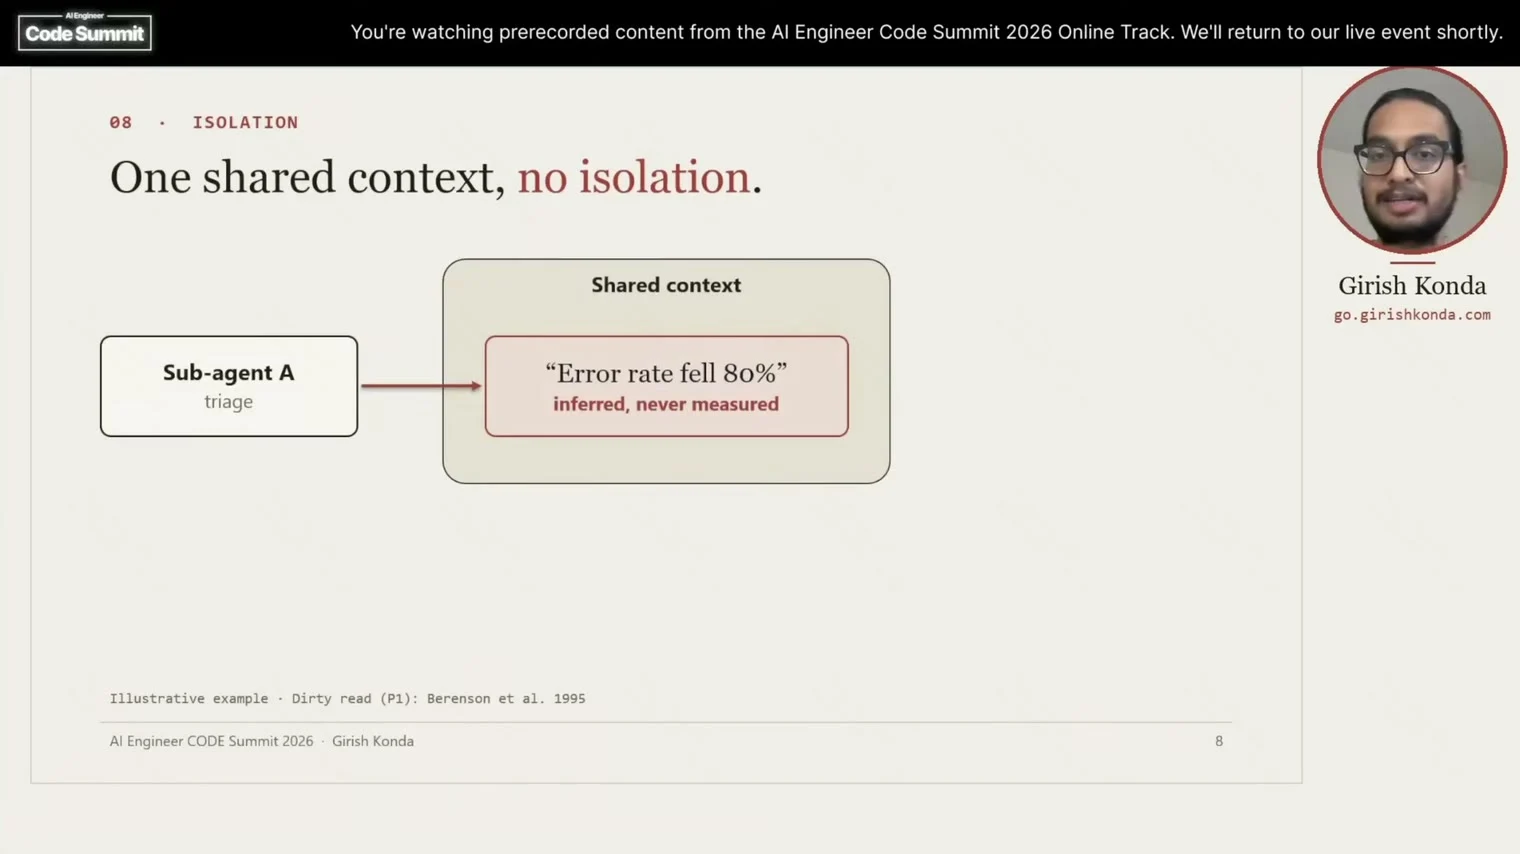 AI Engineer
Code Summit
You're watching prerecorded content from the AI Engineer Code Summit 2026 Online Track. We'll return to our live event shortly.
08 · ISOLATION
One shared context, no isolation.
Shared context
Sub-agent A
triage
“Error rate fell 80%”
inferred, never measured
Girish Konda
go.girishkonda.com
Illustrative example · Dirty read (P1): Berenson et al. 1995
AI Engineer CODE Summit 2026 · Girish Konda
8